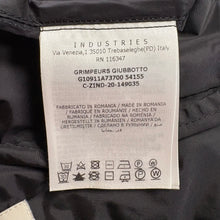 INDUSTRIES
Via Venezia,1 35010 Trebaseleghe(PD) Italy
RN 116347
GRIMPEURS GIUBBOTTO
G10911A73700 54155
C-ZIND-20-149035
FABRICATO IN ROMANIA / MADE IN ROMANIA
FABRIQUE EN ROUMANIE / HECHO EN
RUMANIA / FABRICADO NA ROMÉNIA